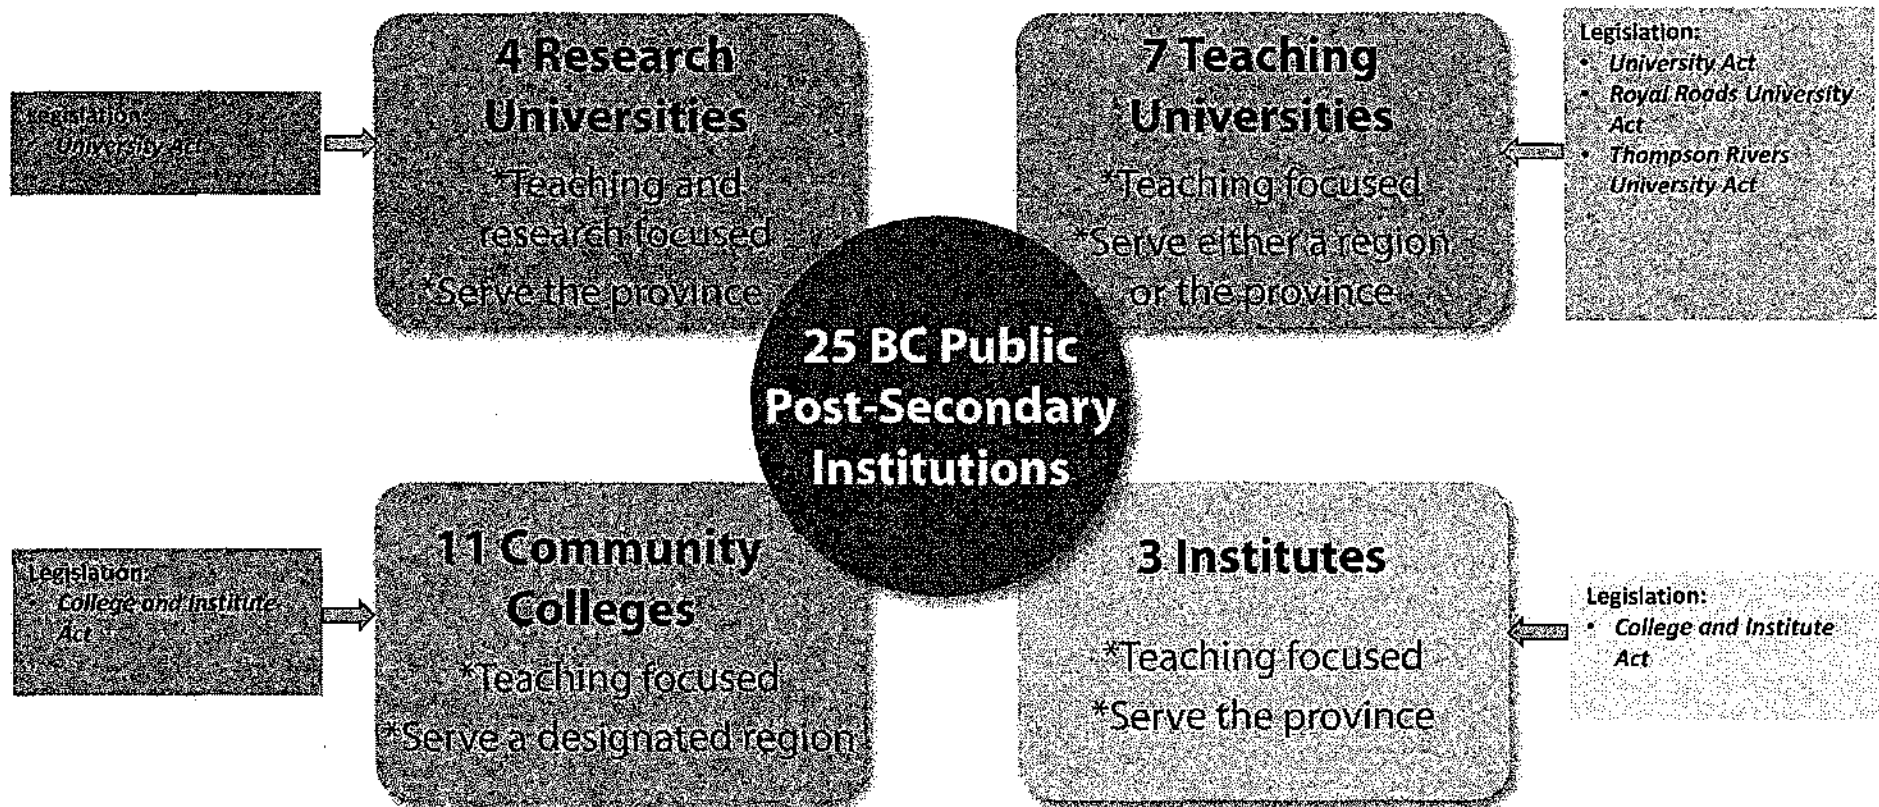 4 Research
Universities
*Teaching and
research focused
*Serve the province
Legislation:
University Act
7 Teaching
Universities
*Teaching focused
*Serve either a region
or the province
Legislation:
• University Act
• Royal Roads University
Act
• Thompson Rivers
University Act
25 BC Public
Post-Secondary
Institutions
11 Community
Colleges
*Teaching focused
*Serve a designated region
Legislation:
• College and Institute
Act
3 Institutes
*Teaching focused
*Serve the province
Legislation:
• College and Institute
Act